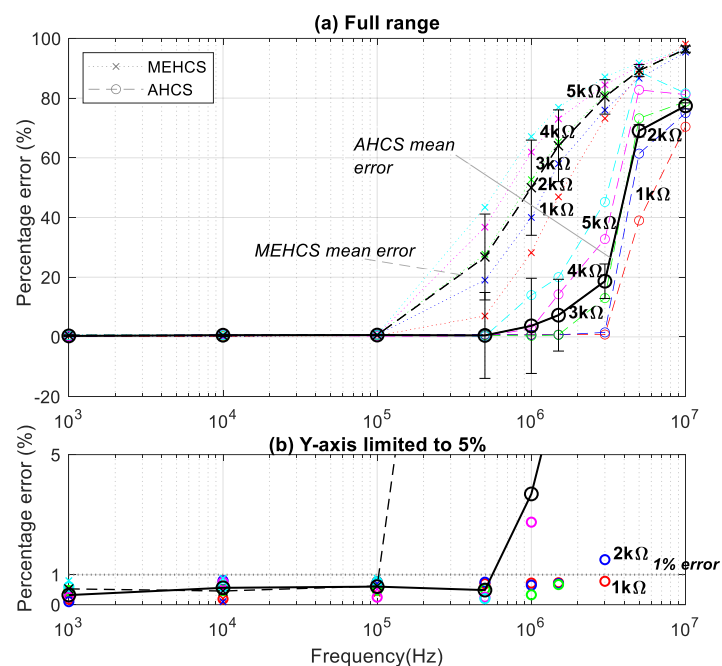 (a) Full range
100
80
60
40
20
0
-20
Percentage error (%)
MEHCS
AHCS
5kΩ
4kΩ
3kΩ
2kΩ
1kΩ
AHCS mean
error
MEHCS mean error
2kΩ
1kΩ
5kΩ
4kΩ
3kΩ
10³ 10⁴ 10⁵ 10⁶ 10⁷
(b) Y-axis limited to 5%
5
1
0
Percentage error (%)
2kΩ
1% error
1kΩ
10³ 10⁴ 10⁵ 10⁶ 10⁷
Frequency(Hz)